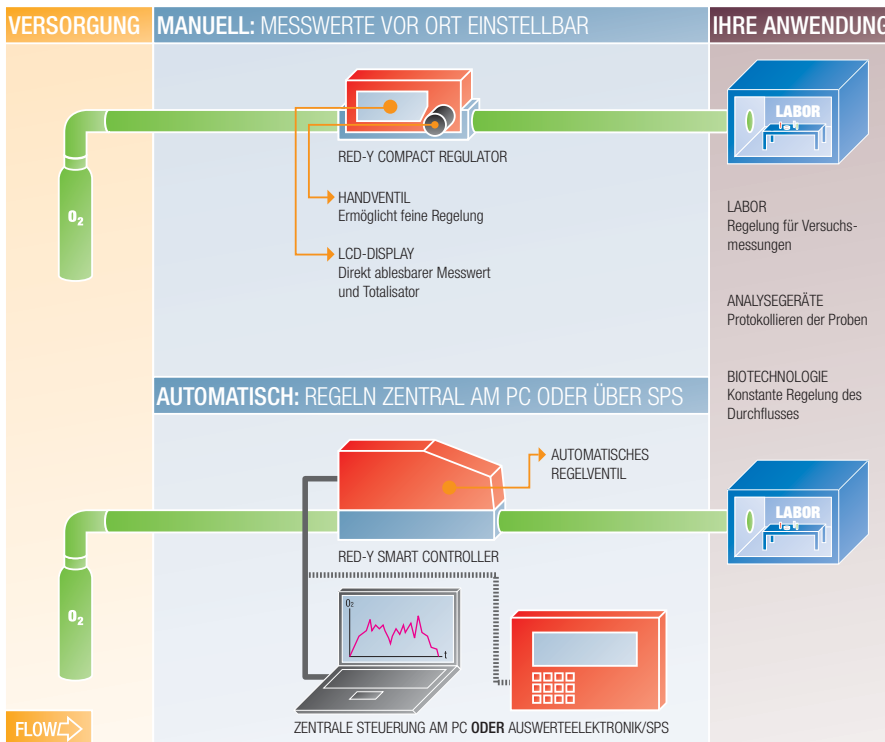 VERSORGUNG
MANUELL: MESSWERTE VOR ORT EINSTELLBAR
IHRE ANWENDUNG
O2
RED-Y COMPACT REGULATOR
HANDVENTIL
Ermöglicht feine Regelung
LCD-DISPLAY
Direkt ablesbarer Messwert
und Totalisator
LABOR
LABOR
Regelung für Versuchs-
messungen
ANALYSEGERÄTE
Protokollieren der Proben
BIOTECHNOLOGIE
Konstante Regelung des
Durchflusses
AUTOMATISCH: REGELN ZENTRAL AM PC ODER ÜBER SPS
AUTOMATISCHES
REGELVENTIL
O2
RED-Y SMART CONTROLLER
LABOR
O2
t
ZENTRALE STEUERUNG AM PC ODER AUSWERTEELEKTRONIK/SPS
FLOW